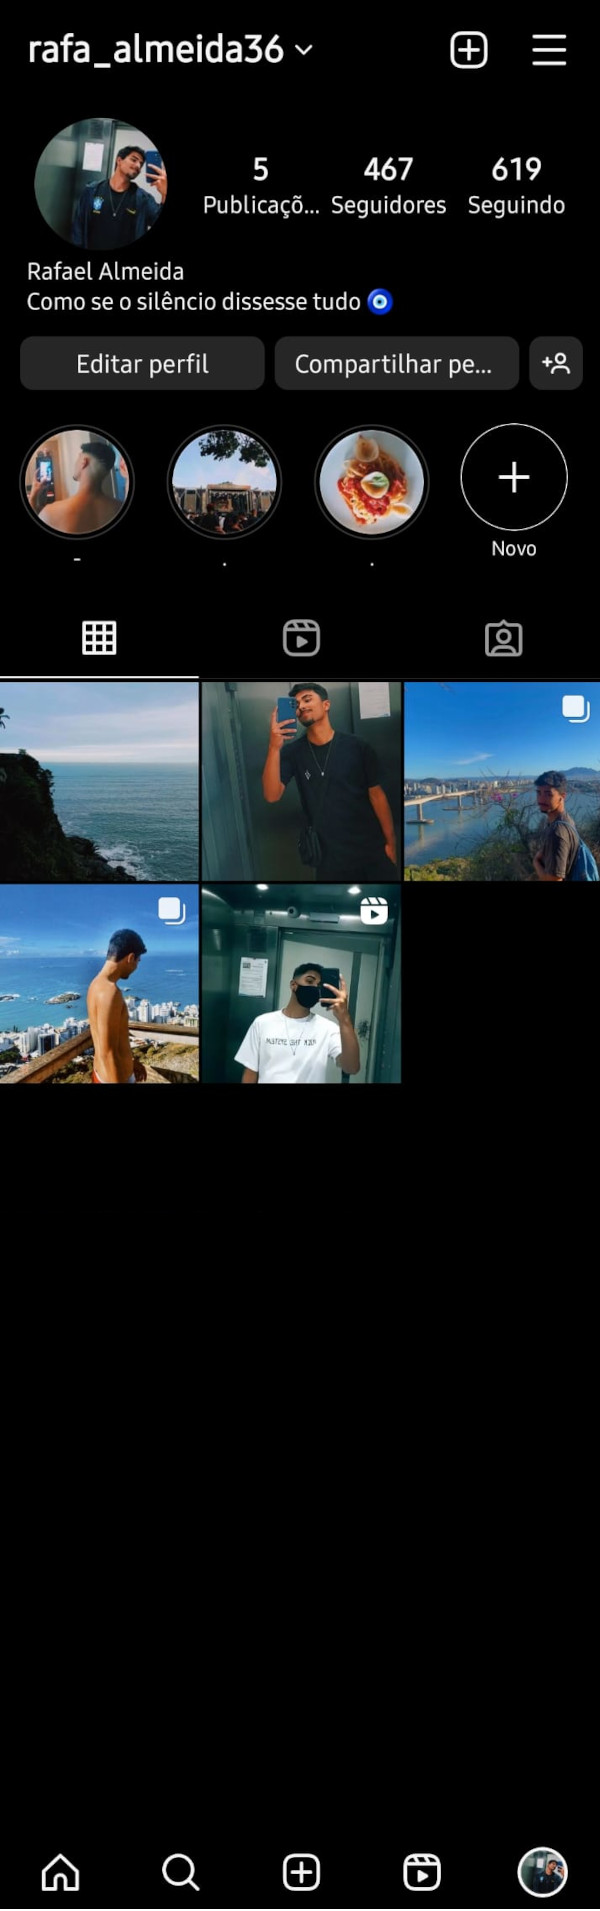 rafa_almeida36
5 467 619
Publicaçõ... Seguidores Seguindo
Rafael Almeida
Como se o silêncio dissesse tudo 🧿
Editar perfil Compartilhar pe...
- . . Novo